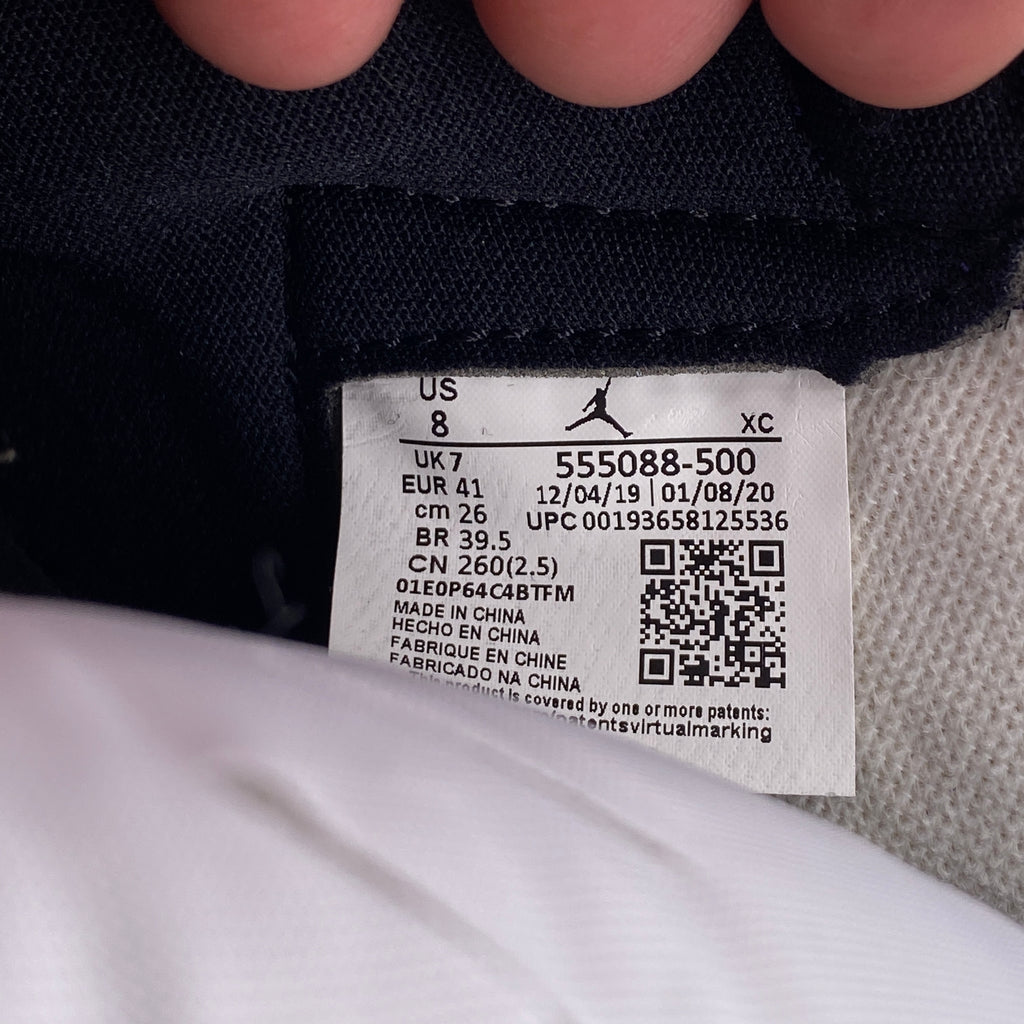 US
8
XC
UK 7
555088-500
EUR 41
12/04/19 | 01/08/20
cm 26
UPC 00193658125536
BR 39.5
CN 260(2.5)
01E0P64C4BTFM
MADE IN CHINA
HECHO EN CHINA
FABRIQUE EN CHINE
FABRICADO NA CHINA
This product is covered by one or more patents:
/patentsvirtualmarking